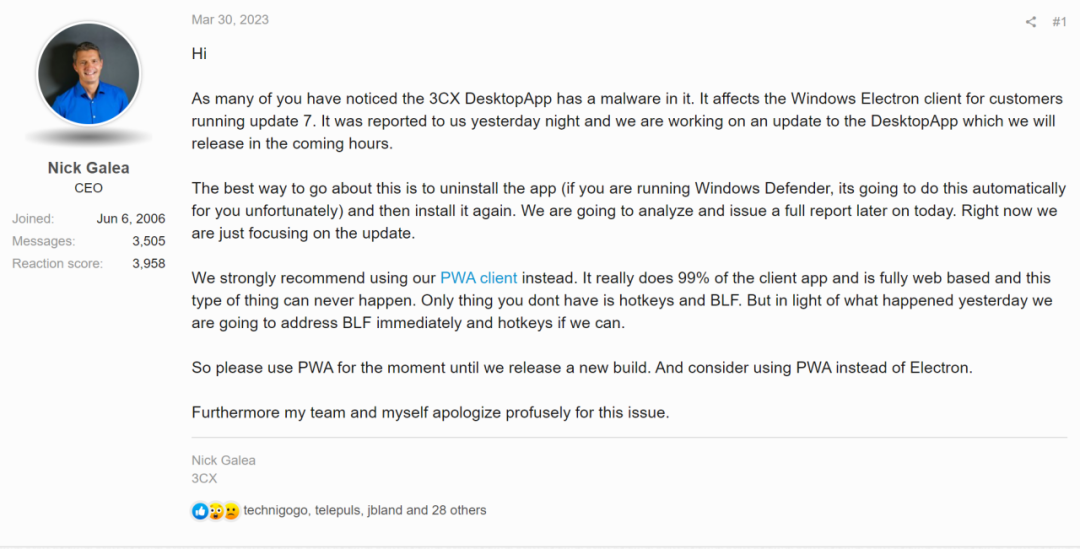 Mar 30, 2023
#1
Hi
As many of you have noticed the 3CX DesktopApp has a malware in it. It affects the Windows Electron client for customers
running update 7. It was reported to us yesterday night and we are working on an update to the DesktopApp which we will
release in the coming hours.
The best way to go about this is to uninstall the app (if you are running Windows Defender, its going to do this automatically
for you unfortunately) and then install it again. We are going to analyze and issue a full report later on today. Right now we
are just focusing on the update.
We strongly recommend using our PWA client instead. It really does 99% of the client app and is fully web based and this
type of thing can never happen. Only thing you dont have is hotkeys and BLF. But in light of what happened yesterday we
are going to address BLF immediately and hotkeys if we can.
So please use PWA for the moment until we release a new build. And consider using PWA instead of Electron.
Furthermore my team and myself apologize profusely for this issue.
Nick Galea
3CX
technigogo, telepuls, jbland and 28 others
Nick Galea
CEO
Joined: Jun 6, 2006
Messages: 3,505
Reaction score: 3,958